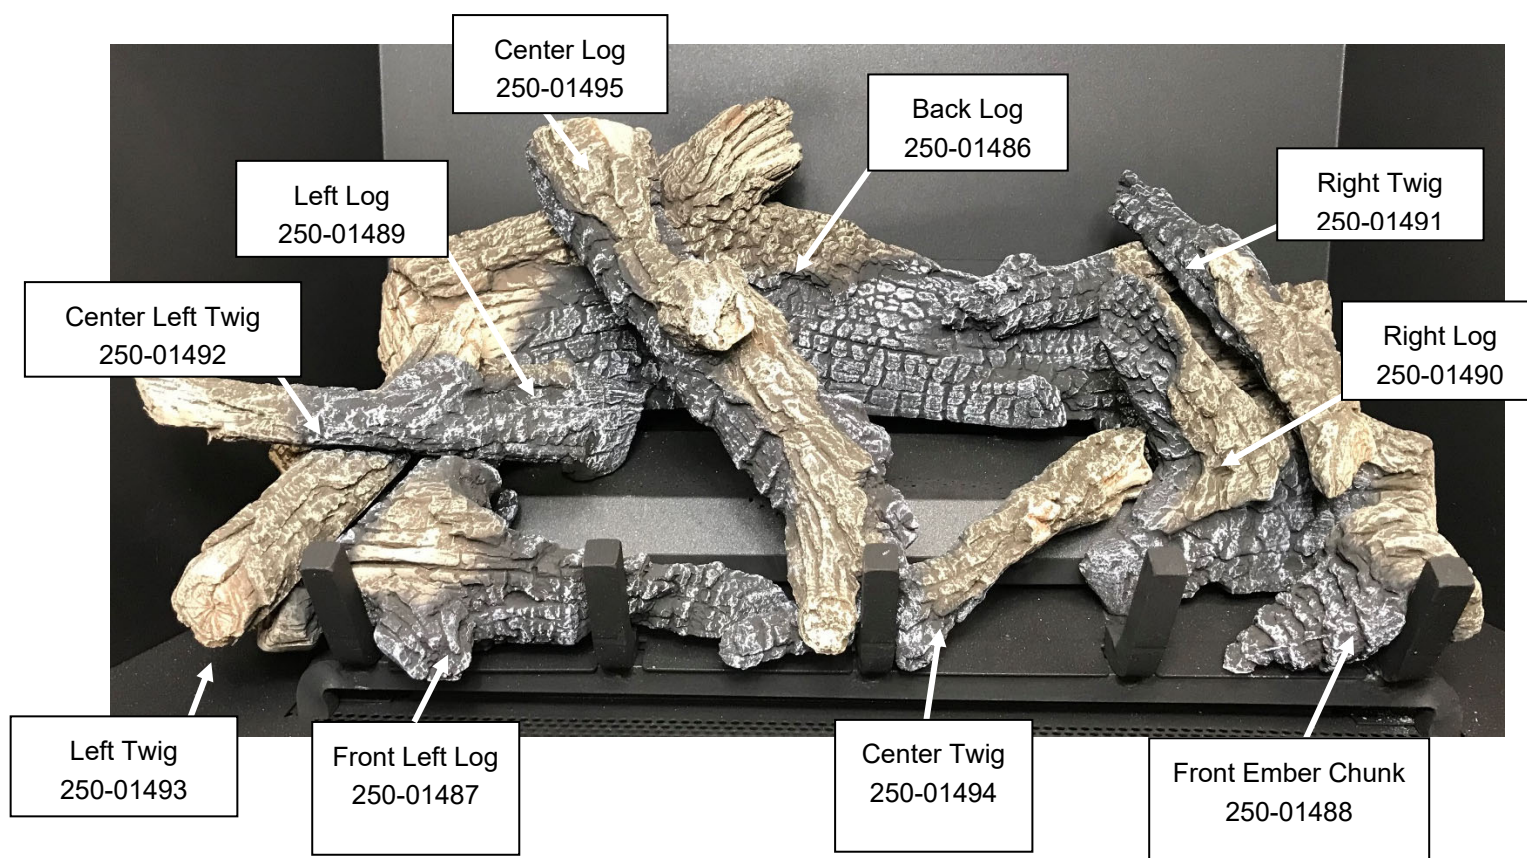 Center Log
250-01495
Back Log
250-01486
Left Log
250-01489
Right Twig
250-01491
Center Left Twig
250-01492
Right Log
250-01490
Left Twig
250-01493
Front Left Log
250-01487
Center Twig
250-01494
Front Ember Chunk
250-01488